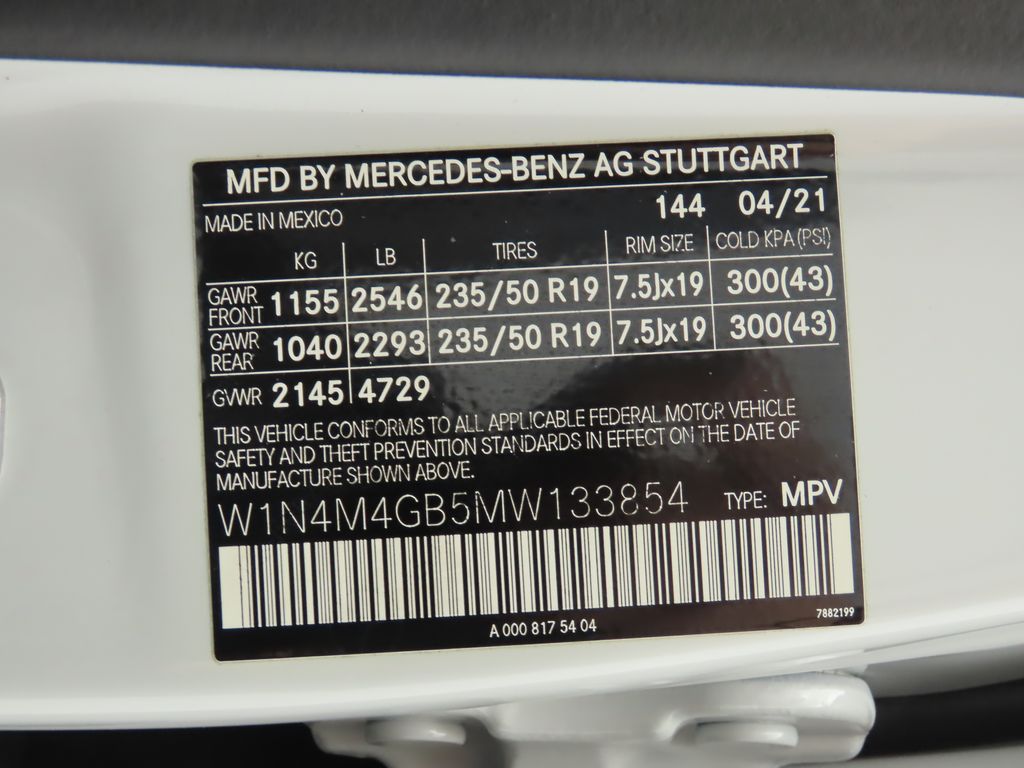 MFD BY MERCEDES-BENZ AG STUTTGART
MADE IN MEXICO 144 04/21
KG LB TIRES RIM SIZE COLD KPA (PSI)
GAWR FRONT 1155 2546 235/50 R19 7.5Jx19 300(43)
GAWR REAR 1040 2293 235/50 R19 7.5Jx19 300(43)
GVWR 2145 4729
THIS VEHICLE CONFORMS TO ALL APPLICABLE FEDERAL MOTOR VEHICLE
SAFETY AND THEFT PREVENTION STANDARDS IN EFFECT ON THE DATE OF
MANUFACTURE SHOWN ABOVE.
W1N4M4GB5MW133854 TYPE: MPV
7882199
A 000 817 54 04